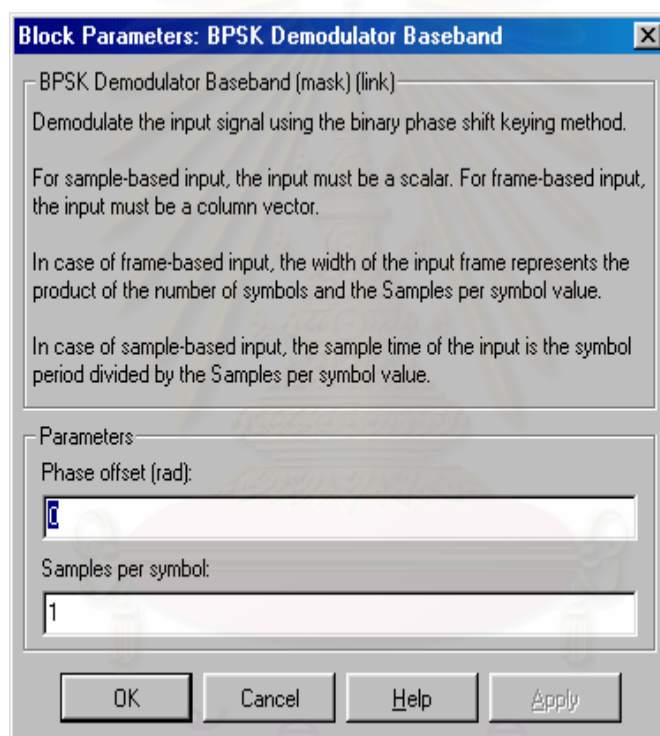 Block Parameters: BPSK Demodulator Baseband
BPSK Demodulator Baseband (mask) (link)
Demodulate the input signal using the binary phase shift keying method.
For sample-based input, the input must be a scalar. For frame-based input,
the input must be a column vector.
In case of frame-based input, the width of the input frame represents the
product of the number of symbols and the Samples per symbol value.
In case of sample-based input, the sample time of the input is the symbol
period divided by the Samples per symbol value.
Parameters
Phase offset (rad):
0
Samples per symbol:
1
OK Cancel Help Apply